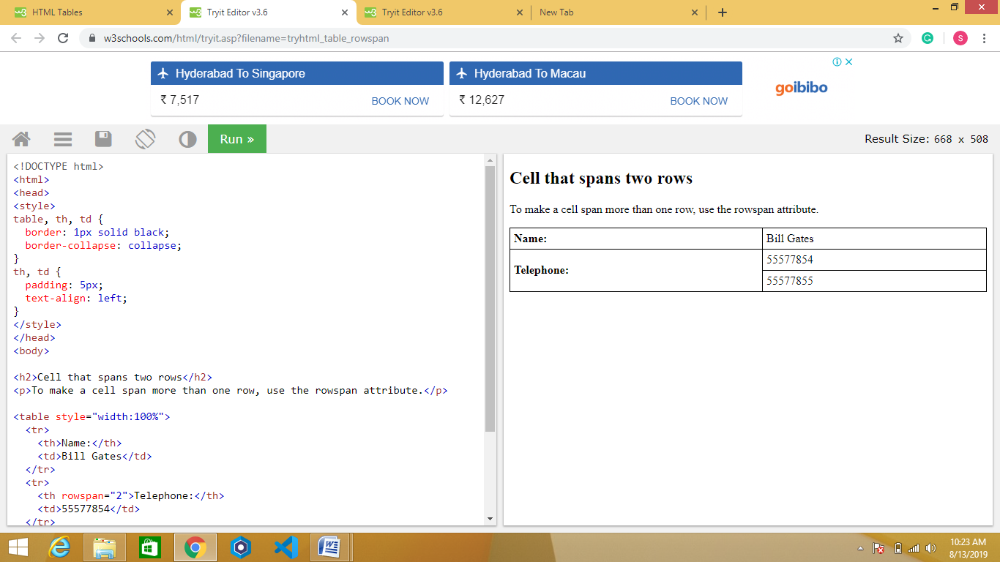 HTML Tables
Tryit Editor v3.6
Tryit Editor v3.6
New Tab
w3schools.com/html/tryit.asp?filename=tryhtml_table_rowspan
S
Hyderabad To Singapore
₹ 7,517
BOOK NOW
Hyderabad To Macau
₹ 12,627
BOOK NOW
goibibo
Run »
Result Size: 668 x 508
<!DOCTYPE html>
<html>
<head>
<style>
table, th, td {
  border: 1px solid black;
  border-collapse: collapse;
}
th, td {
  padding: 5px;
  text-align: left;
}
</style>
</head>
<body>

<h2>Cell that spans two rows</h2>
<p>To make a cell span more than one row, use the rowspan attribute.</p>

<table style="width:100%">
  <tr>
    <th>Name:</th>
    <td>Bill Gates</td>
  </tr>
  <tr>
    <th rowspan="2">Telephone:</th>
    <td>55577854</td>
  </tr>
Cell that spans two rows
To make a cell span more than one row, use the rowspan attribute.
Name: Bill Gates
Telephone: 55577854
55577855
10:23 AM
8/13/2019